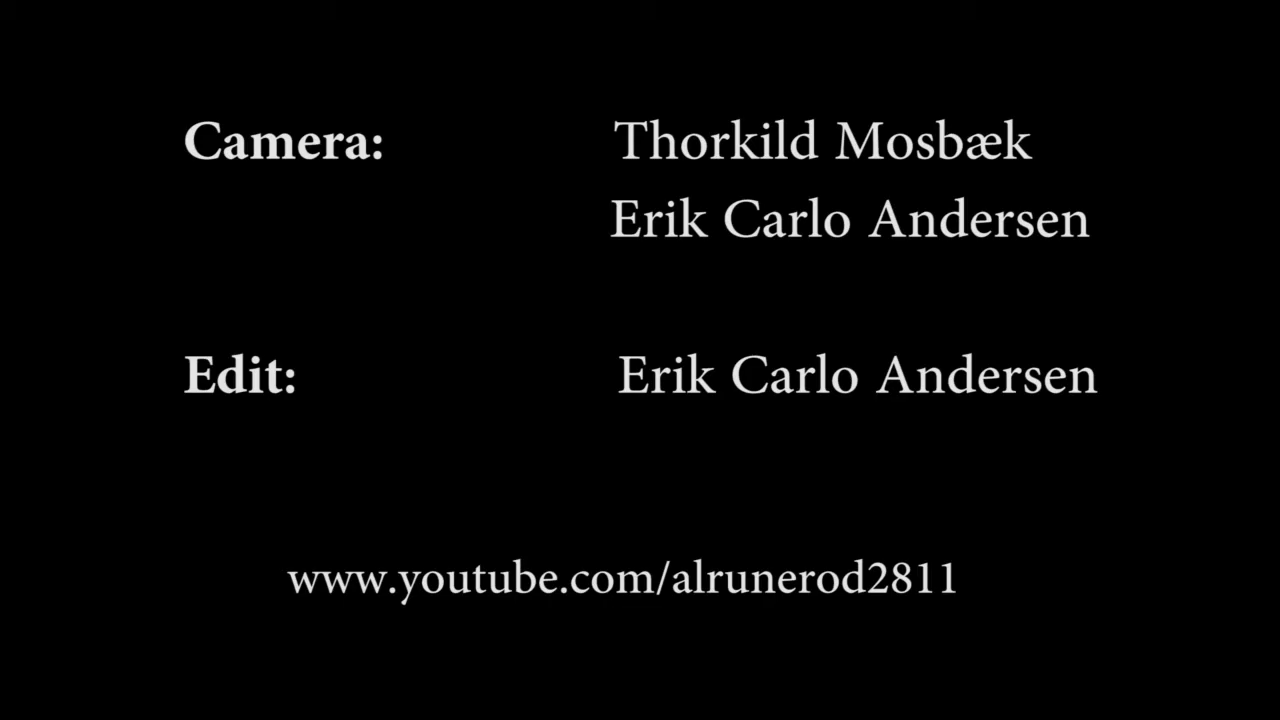 Camera: Thorkild Mosbæk
Erik Carlo Andersen
Edit: Erik Carlo Andersen
www.youtube.com/alrunerod2811